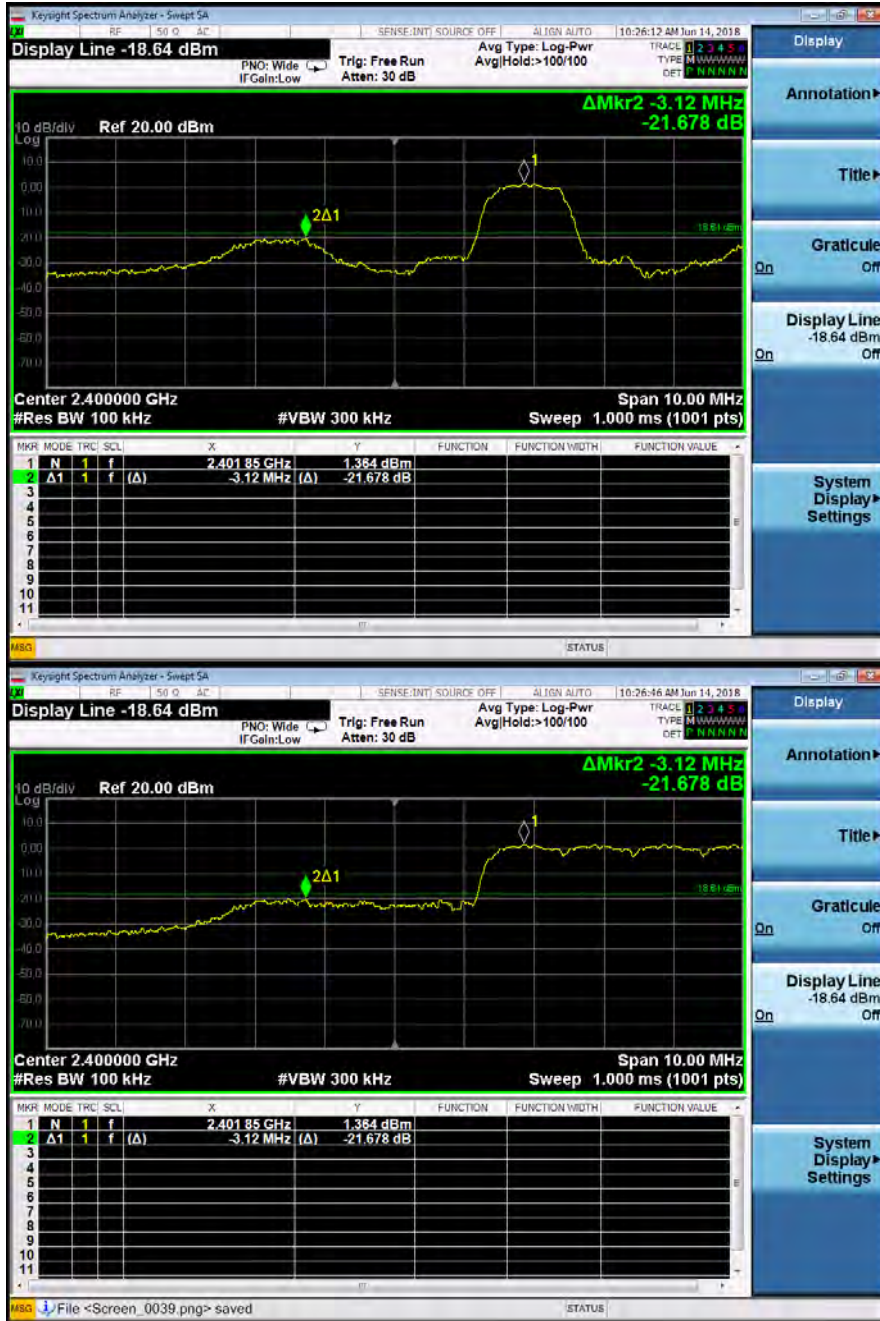 Keysight Spectrum Analyzer - Swept SA
RF 50 Ω AC SENSE:INT SOURCE OFF ALIGN AUTO 10:26:12 AM Jun 14, 2018
Display Line -18.64 dBm
PNO: Wide
IFGain:Low
Trig: Free Run
Atten: 30 dB
Avg Type: Log-Pwr
Avg|Hold:>100/100
TRACE 1 2 3 4 5 6
TYPE M W W W W W
DET P N N N N N
ΔMkr2 -3.12 MHz
-21.678 dB
10 dB/div Ref 20.00 dBm
Log
10.0
0.00
-10.0
-20.0
-30.0
-40.0
-50.0
-60.0
-70.0
1
2Δ1
-18.64 dBm
Center 2.400000 GHz Span 10.00 MHz
#Res BW 100 kHz #VBW 300 kHz Sweep 1.000 ms (1001 pts)
MKR MODE TRC SCL X Y FUNCTION FUNCTION WIDTH FUNCTION VALUE
1 N 1 f 2.401 85 GHz 1.364 dBm
2 Δ1 1 f (Δ) -3.12 MHz (Δ) -21.678 dB
3
4
5
6
7
8
9
10
11
MSG STATUS
Display
Annotation
Title
Graticule
On Off
Display Line
-18.64 dBm
On Off
System
Display
Settings
Keysight Spectrum Analyzer - Swept SA
RF 50 Ω AC SENSE:INT SOURCE OFF ALIGN AUTO 10:26:46 AM Jun 14, 2018
Display Line -18.64 dBm
PNO: Wide
IFGain:Low
Trig: Free Run
Atten: 30 dB
Avg Type: Log-Pwr
Avg|Hold:>100/100
TRACE 1 2 3 4 5 6
TYPE M W W W W W
DET P N N N N N
ΔMkr2 -3.12 MHz
-21.678 dB
10 dB/div Ref 20.00 dBm
Log
10.0
0.00
-10.0
-20.0
-30.0
-40.0
-50.0
-60.0
-70.0
1
2Δ1
-18.64 dBm
Center 2.400000 GHz Span 10.00 MHz
#Res BW 100 kHz #VBW 300 kHz Sweep 1.000 ms (1001 pts)
MKR MODE TRC SCL X Y FUNCTION FUNCTION WIDTH FUNCTION VALUE
1 N 1 f 2.401 85 GHz 1.364 dBm
2 Δ1 1 f (Δ) -3.12 MHz (Δ) -21.678 dB
3
4
5
6
7
8
9
10
11
MSG File <Screen_0039.png> saved STATUS
Display
Annotation
Title
Graticule
On Off
Display Line
-18.64 dBm
On Off
System
Display
Settings